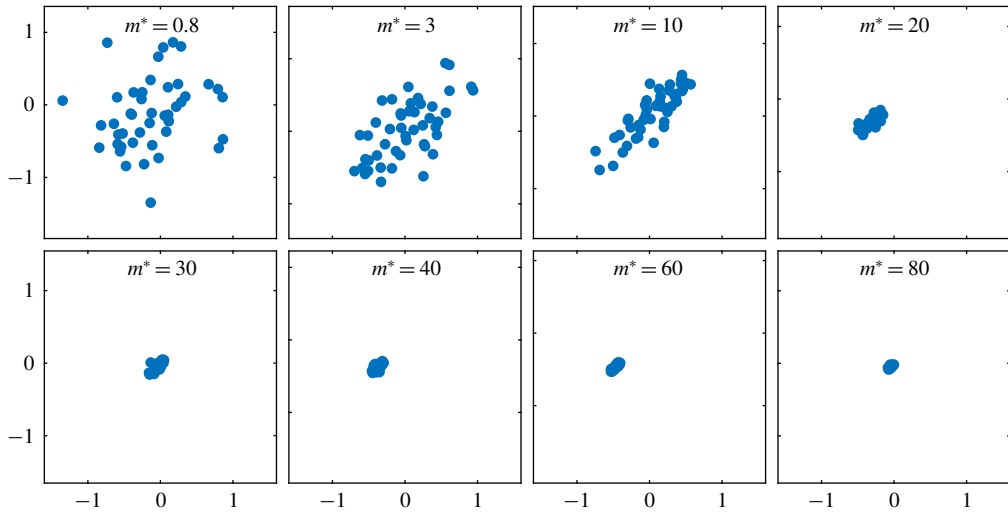 m* = 0.8
m* = 3
m* = 10
m* = 20
1
0
−1
m* = 30
m* = 40
m* = 60
m* = 80
1
0
−1
−1 0 1
−1 0 1
−1 0 1
−1 0 1